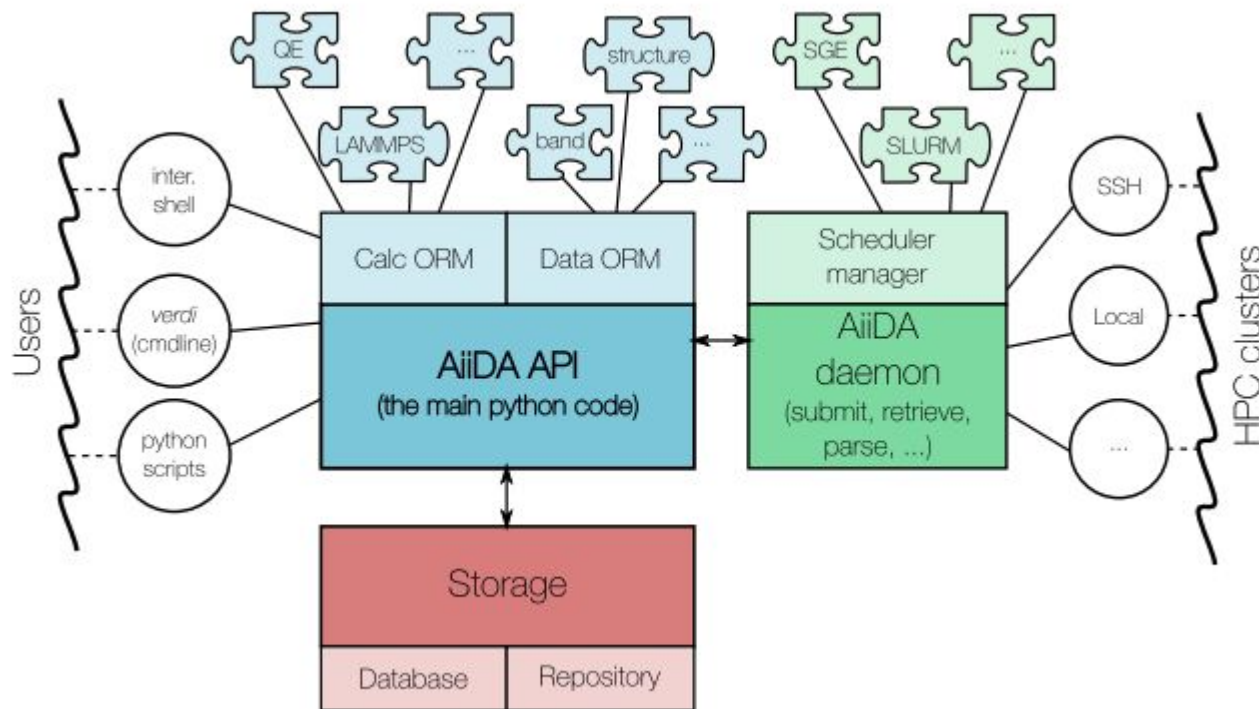 QE
...
structure
SGE
...
LAMMPS
band
...
SLURM
inter.
shell
SSH
Calc ORM
Data ORM
Scheduler
manager
Users
verdi
(cmdline)
AiiDA API
(the main python code)
AiiDA
daemon
(submit, retrieve,
parse, ...)
Local
HPC clusters
python
scripts
...
Storage
Database
Repository